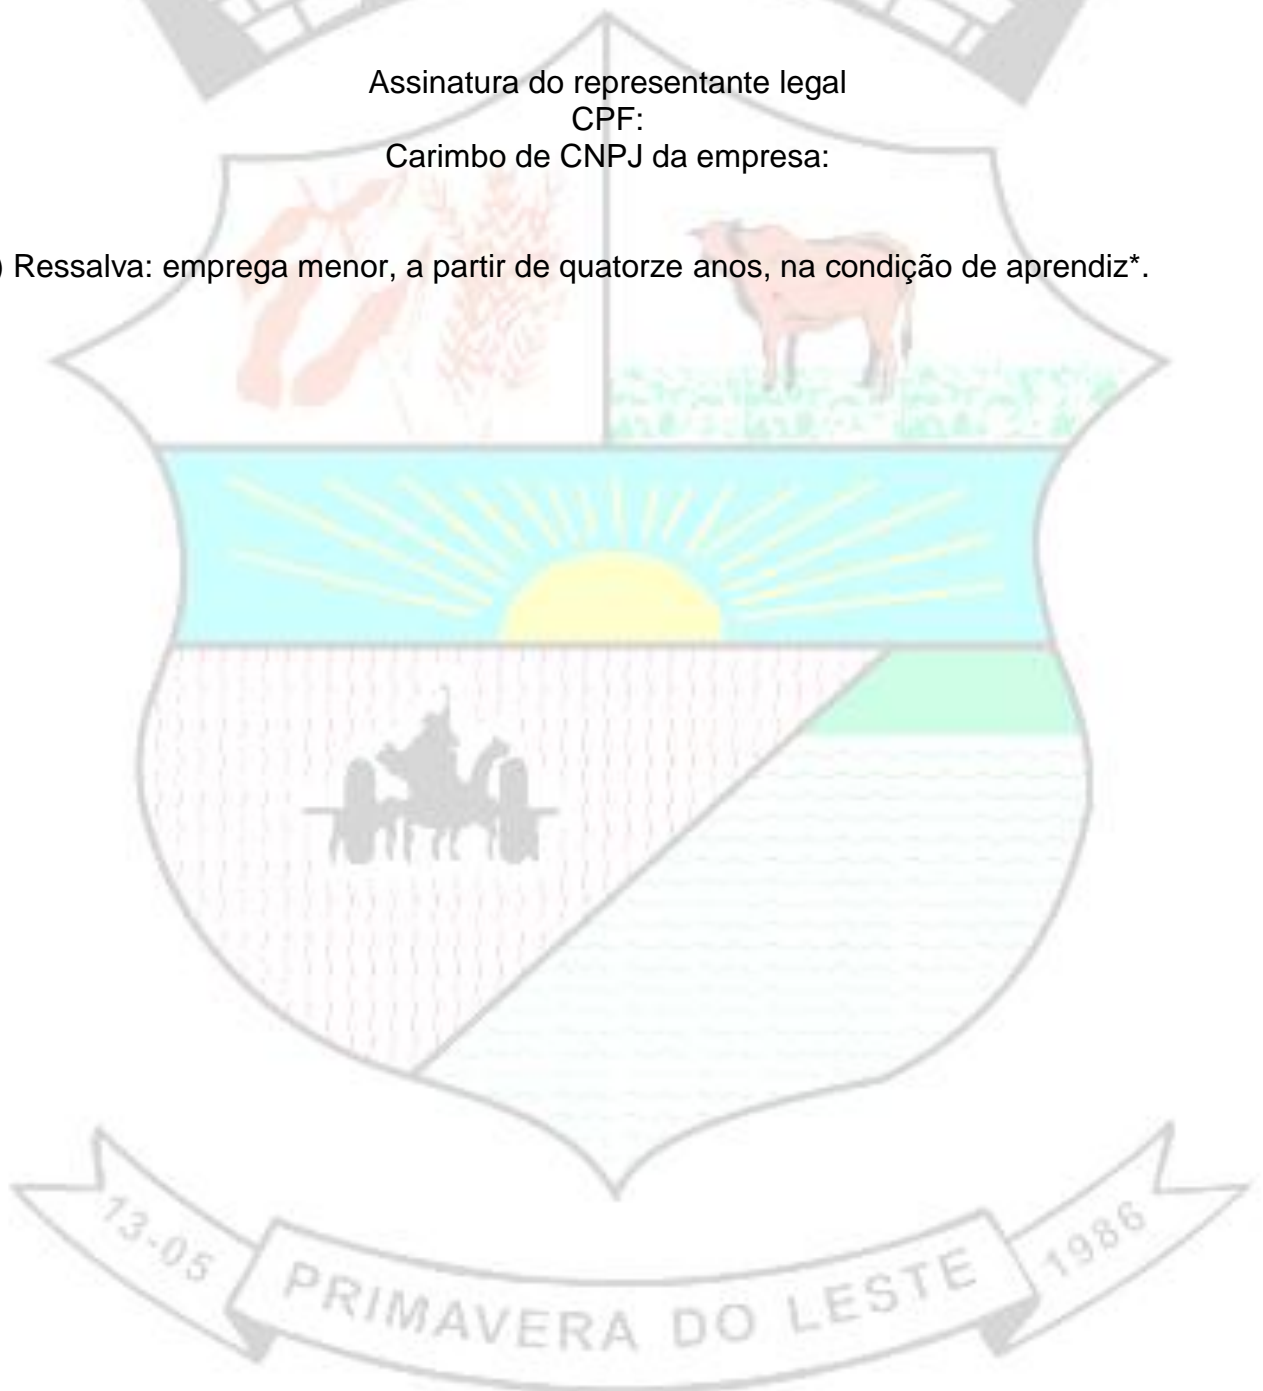 Assinatura do representante legal
CPF:
Carimbo de CNPJ da empresa:
) Ressalva: emprega menor, a partir de quatorze anos, na condição de aprendiz*.
13-05 PRIMAVERA DO LESTE 1986